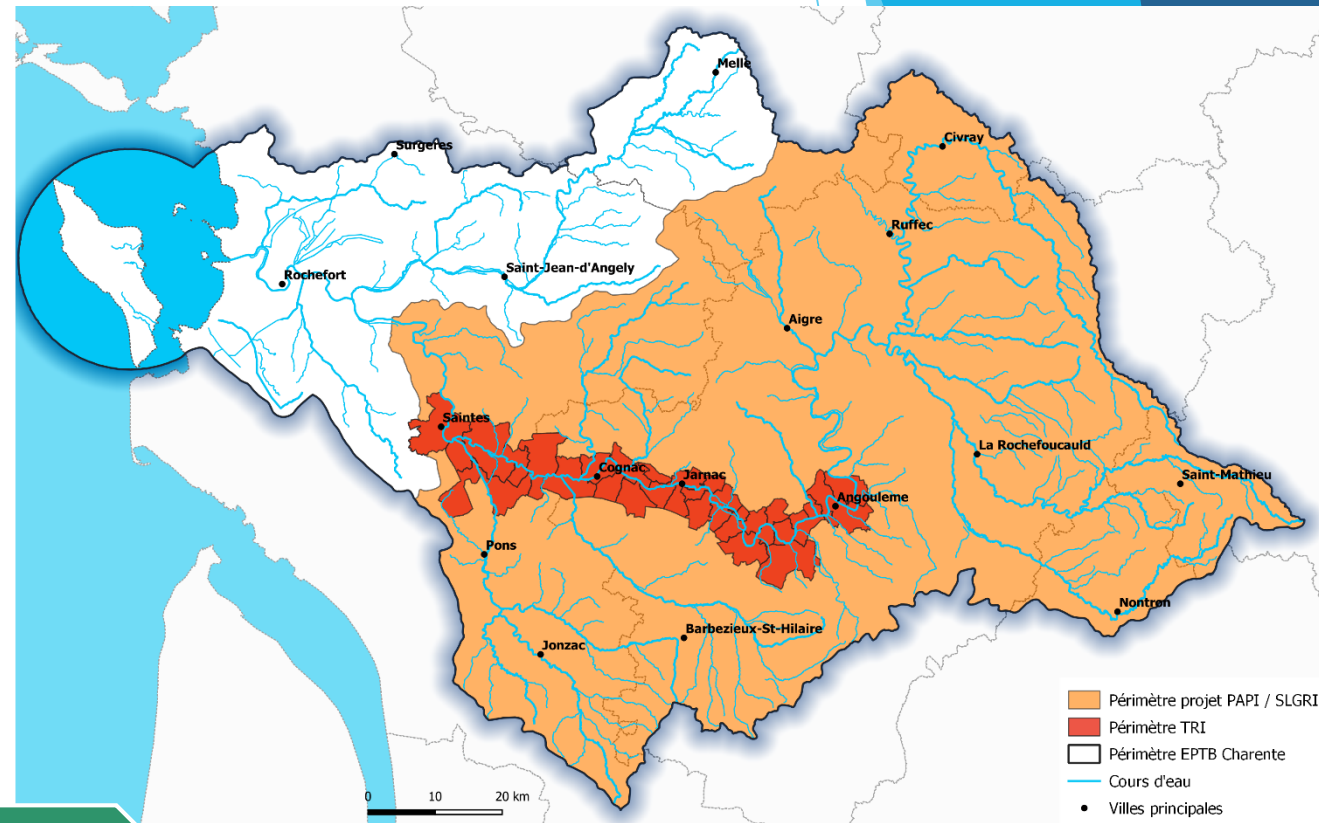 Melle
Surgeres
Civray
Ruffec
Rochefort
Saint-Jean-d'Angely
Aigre
Saintes
La Rochefoucauld
Cognac
Jarnac
Saint-Mathieu
Angouleme
Pons
Nontron
Barbezieux-St-Hilaire
Jonzac
Périmètre projet PAPI / SLGRI
Périmètre TRI
Périmètre EPTB Charente
Cours d'eau
Villes principales
0 10 20 km